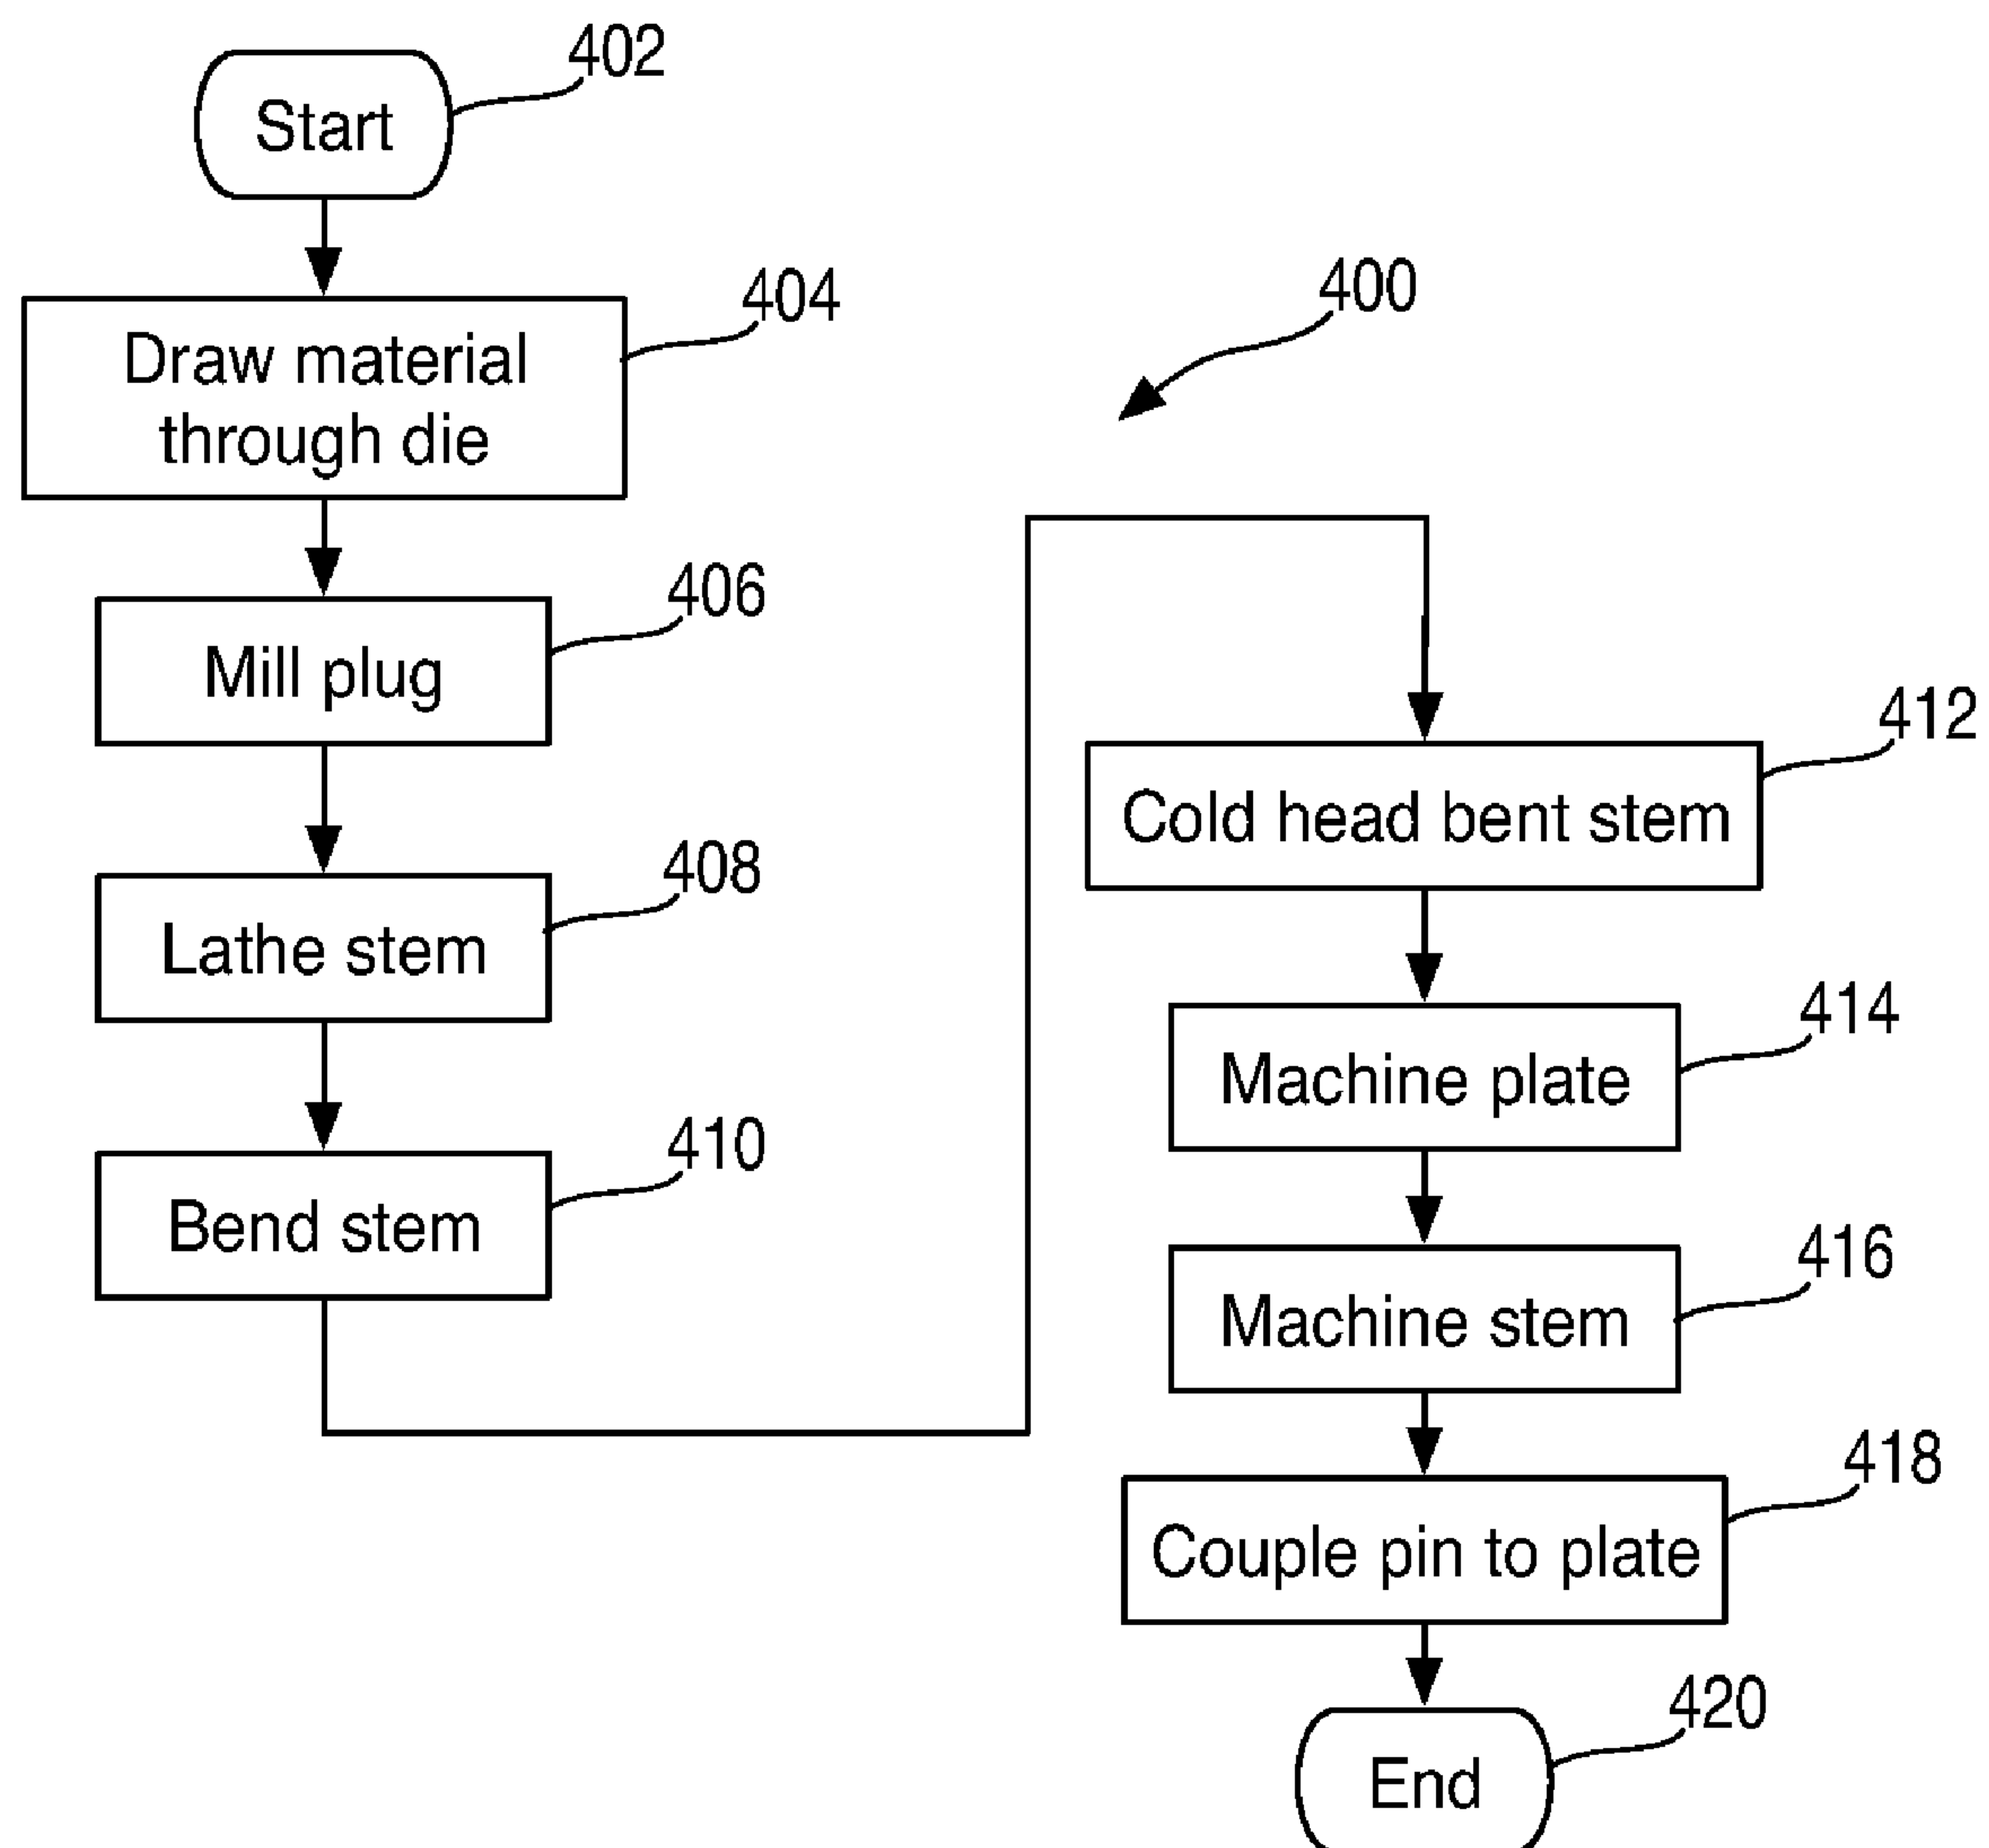 402
Start
404
Draw material
through die
406
Mill plug
408
Lathe stem
410
Bend stem
400
412
Cold head bent stem
414
Machine plate
416
Machine stem
418
Couple pin to plate
420
End